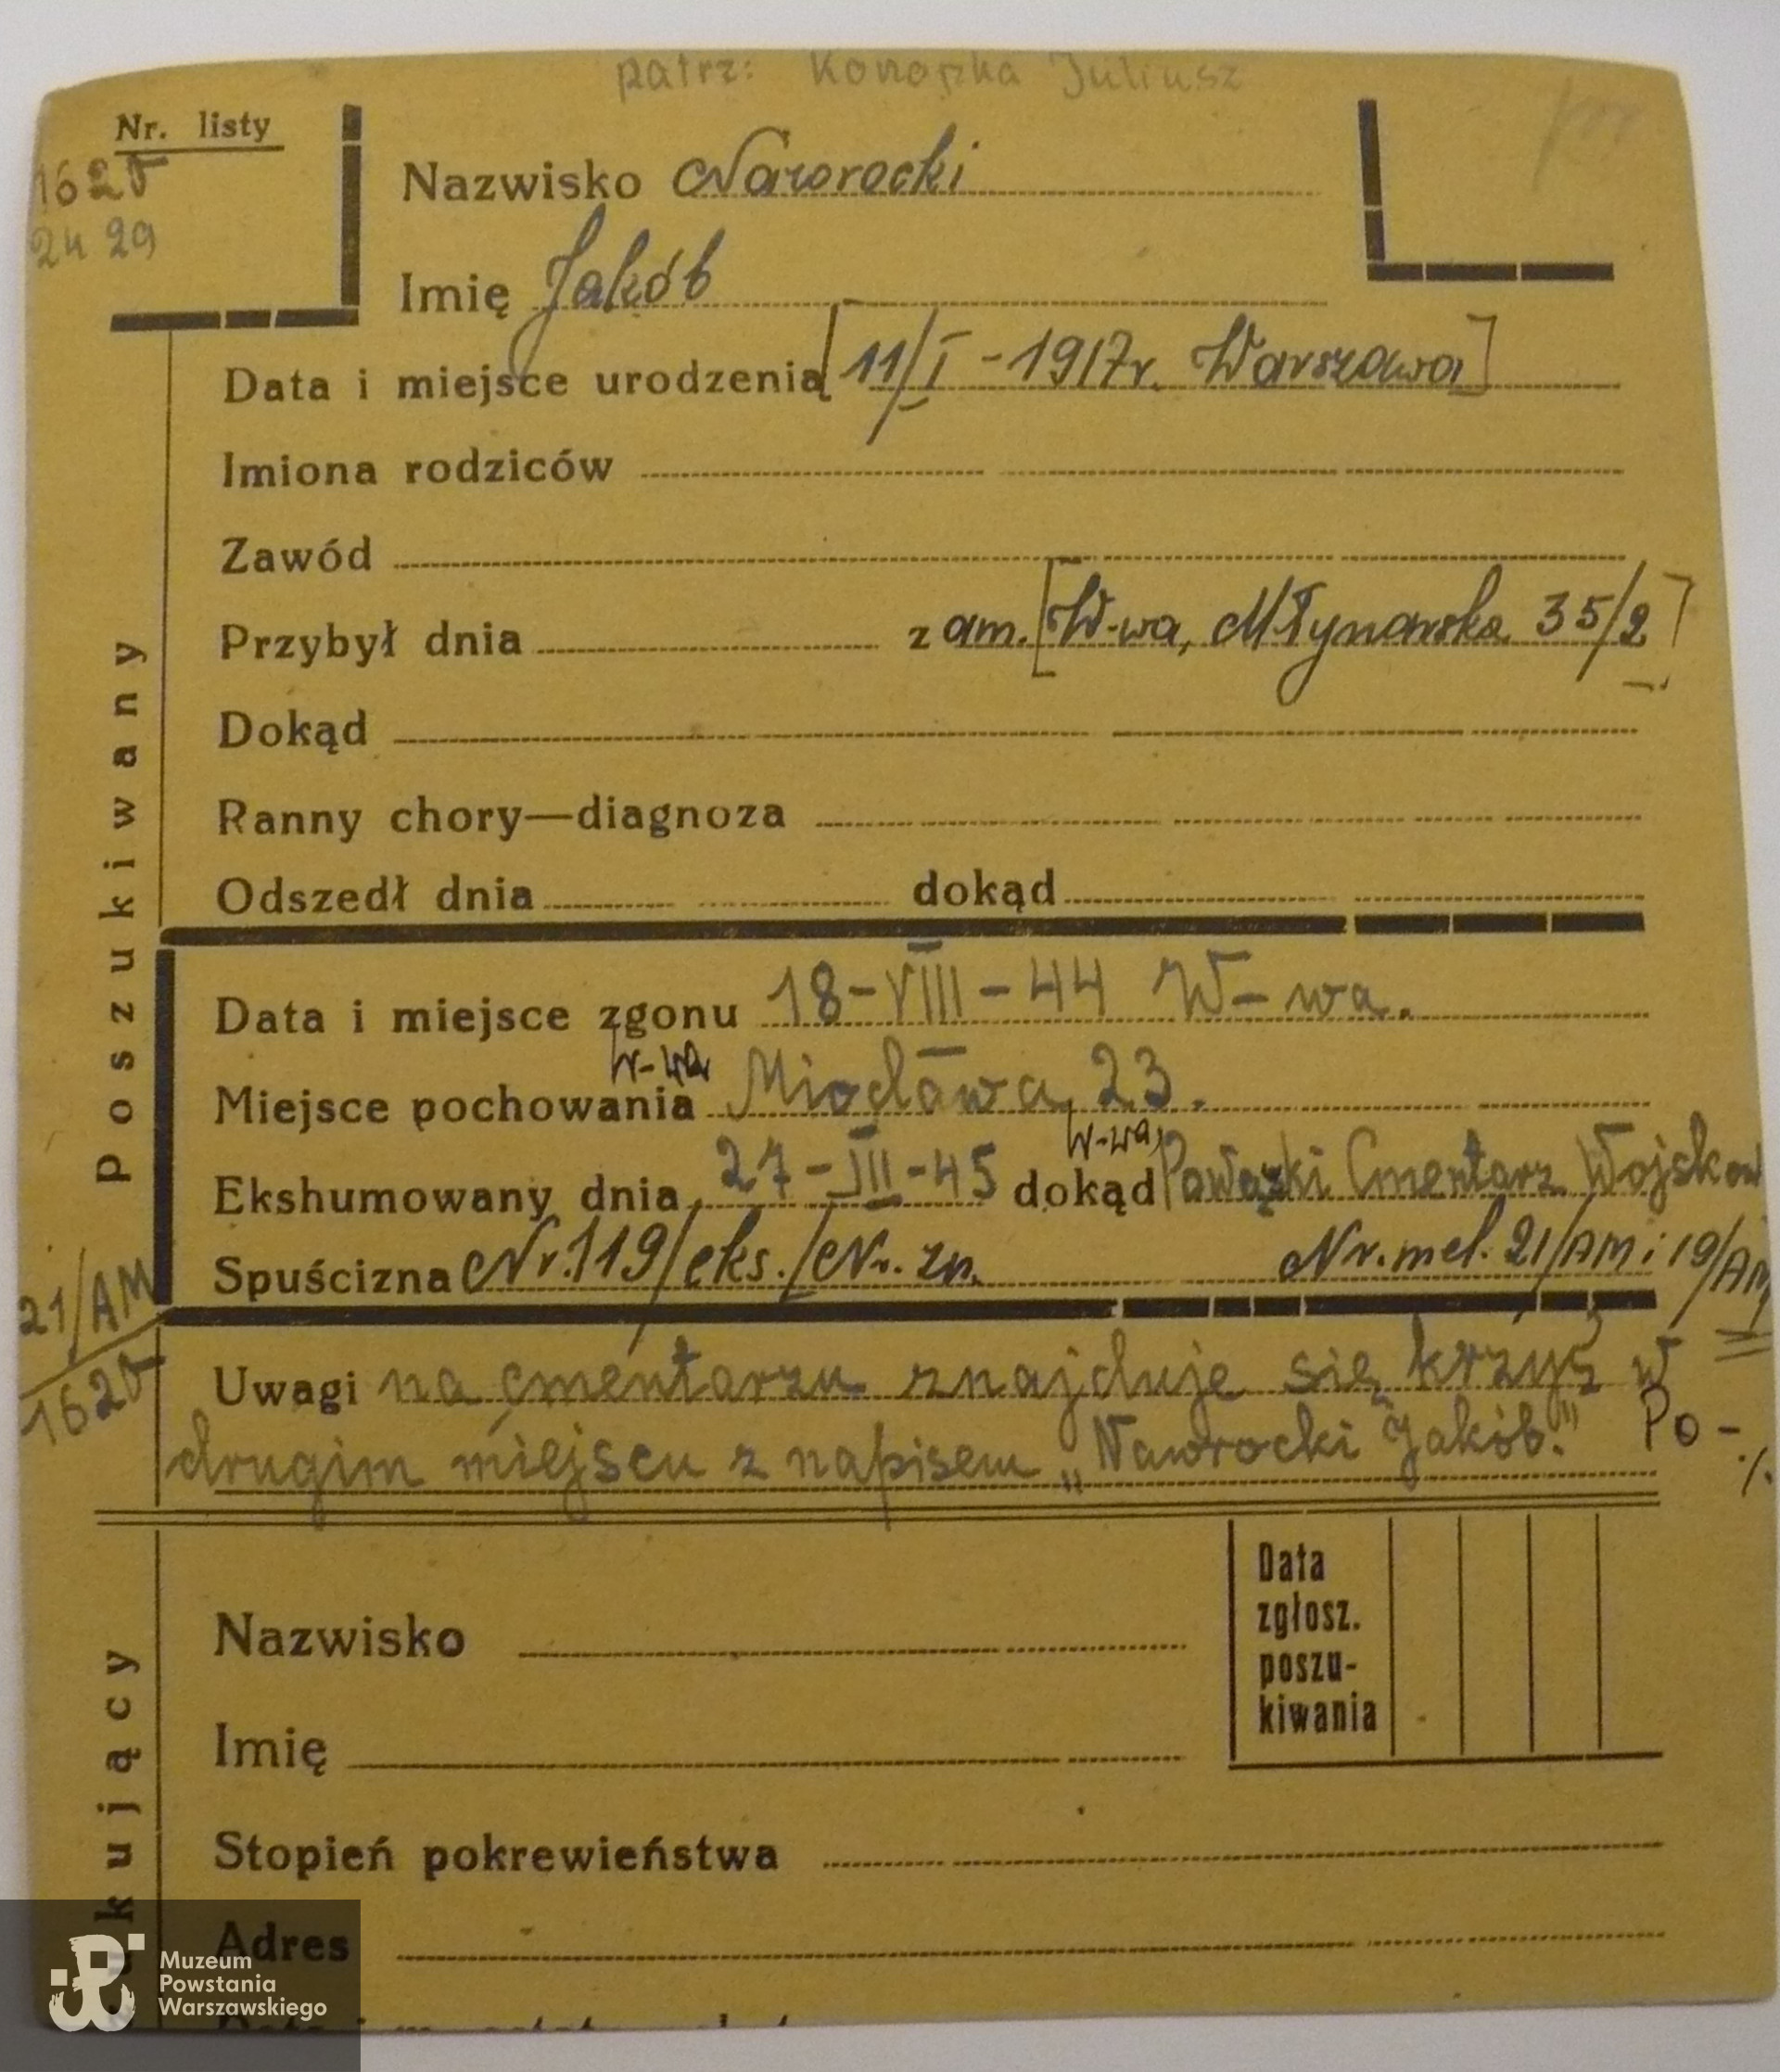 patrz: Konopka Juliusz
Nr. listy
1620
2429
Nazwisko Nawrocki
Imię Jakób
Data i miejsce urodzenia [11/I - 1917r. Warszawa]
Imiona rodziców
Zawód
Przybył dnia zam. [W-wa, Młynarska 35/2]
Dokąd
Ranny chory—diagnoza
Odszedł dnia dokąd
Poszukiwany
Data i miejsce zgonu 18-VIII-44 W-wa.
Miejsce pochowania W-wa Miodowa 23.
Ekshumowany dnia 27-III-45 dokąd W-wa, Powązki Cmentarz Wojskow
Spuścizna Nr. 119/eks./Nr. zn. Nr. mel. 21/AM i 19/AM
21/AM
1620
Uwagi na cmentarzu znajduje się krzyż w
drugim miejscu z napisem „Nawrocki Jakób." Po-
./.
Nazwisko
Imię
Data
zgłosz.
poszu-
kiwania
Stopień pokrewieństwa
Adres
kujący
Muzeum
Powstania
Warszawskiego